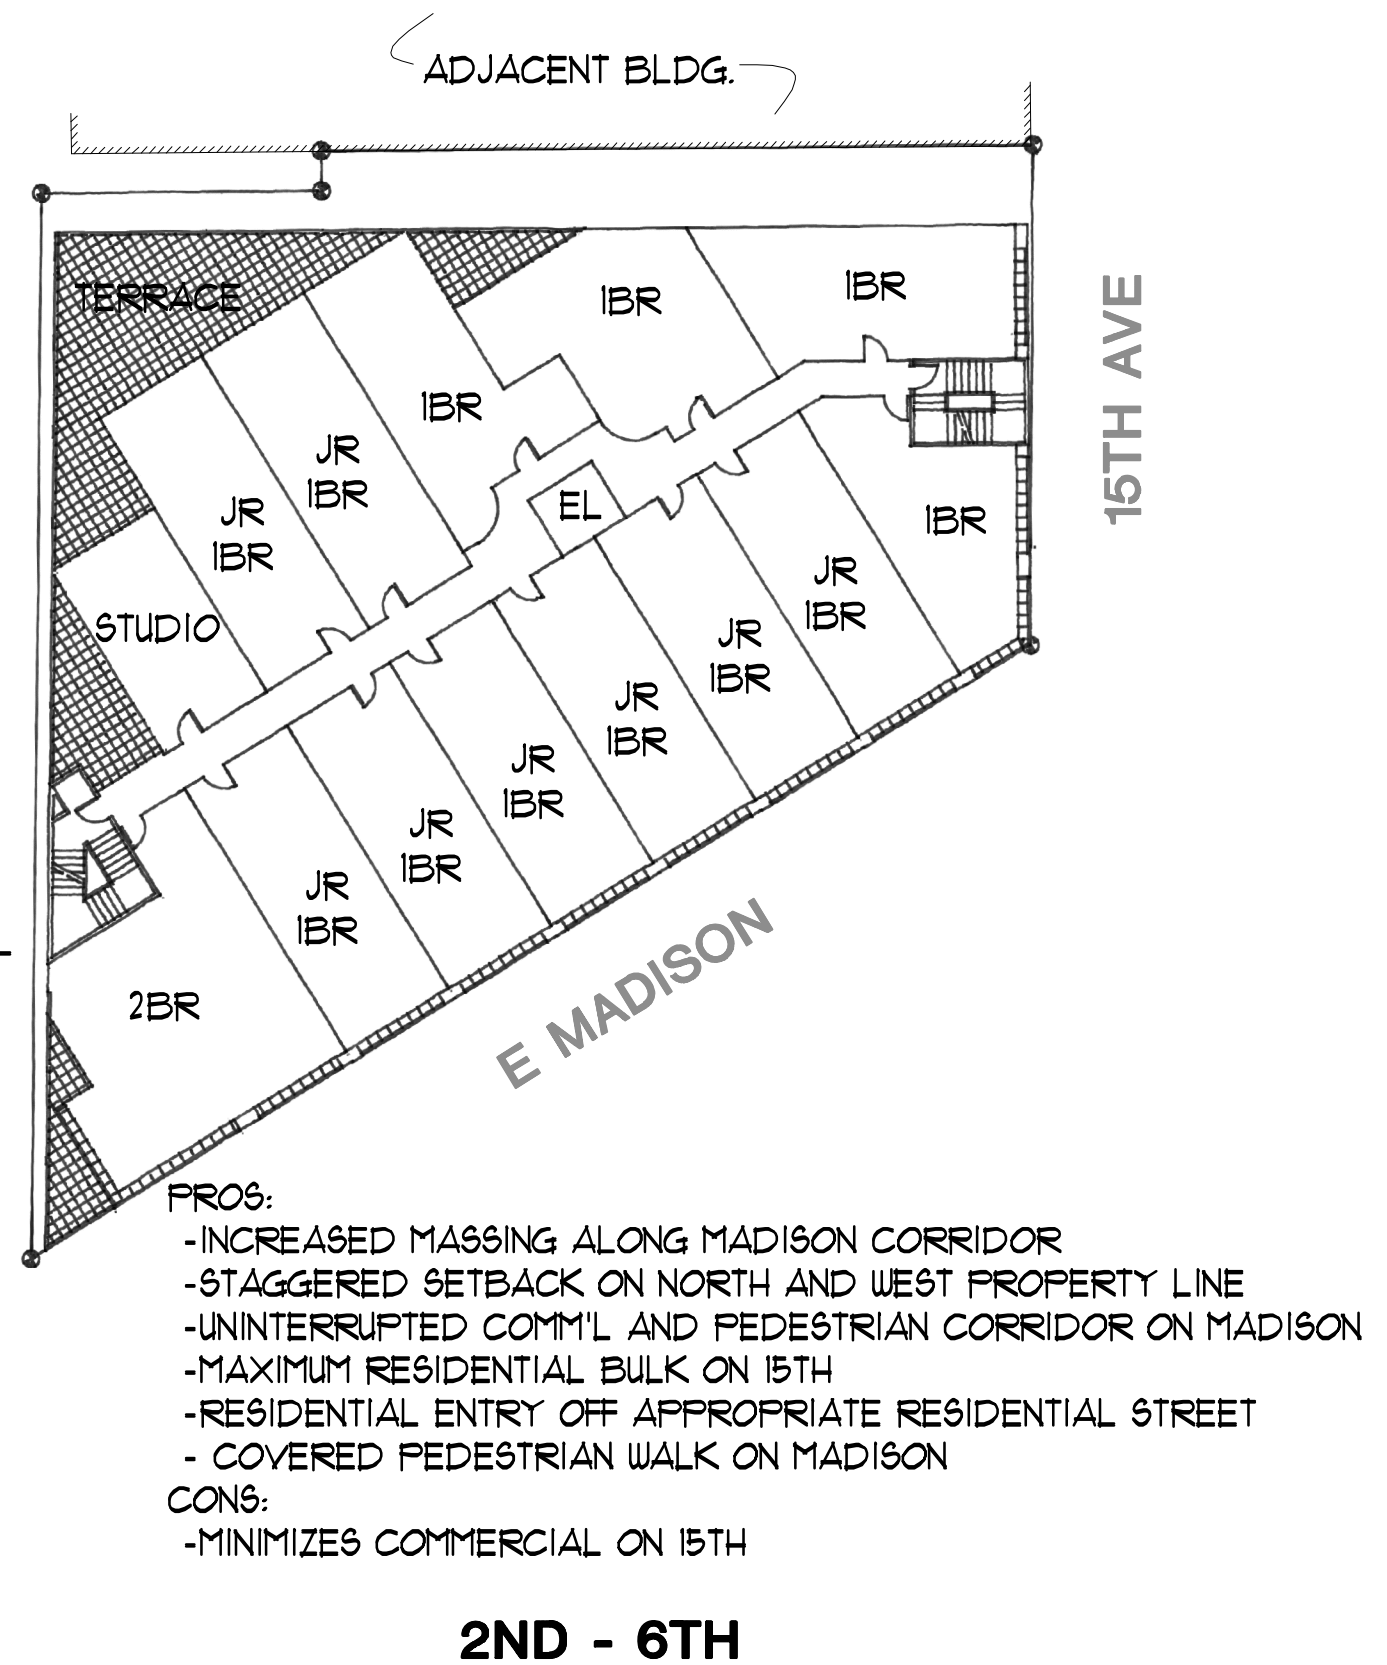 ADJACENT BLDG.
TERRACE
1BR
1BR
15TH AVE
1BR
JR
1BR
JR
1BR
EL
1BR
STUDIO
JR
1BR
JR
1BR
JR
1BR
JR
1BR
JR
1BR
JR
1BR
2BR
E MADISON
PROS:
-INCREASED MASSING ALONG MADISON CORRIDOR
-STAGGERED SETBACK ON NORTH AND WEST PROPERTY LINE
-UNINTERRUPTED COMM'L AND PEDESTRIAN CORRIDOR ON MADISON
-MAXIMUM RESIDENTIAL BULK ON 15TH
-RESIDENTIAL ENTRY OFF APPROPRIATE RESIDENTIAL STREET
- COVERED PEDESTRIAN WALK ON MADISON
CONS:
-MINIMIZES COMMERCIAL ON 15TH
2ND - 6TH